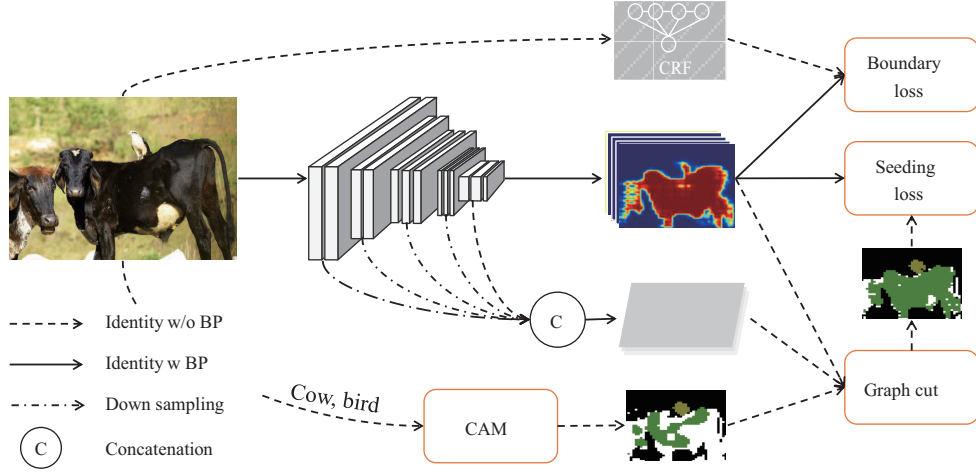 CRF
Boundary
loss
Seeding
loss
C
Identity w/o BP
Identity w BP
Down sampling
C
Concatenation
Cow, bird
CAM
Graph cut